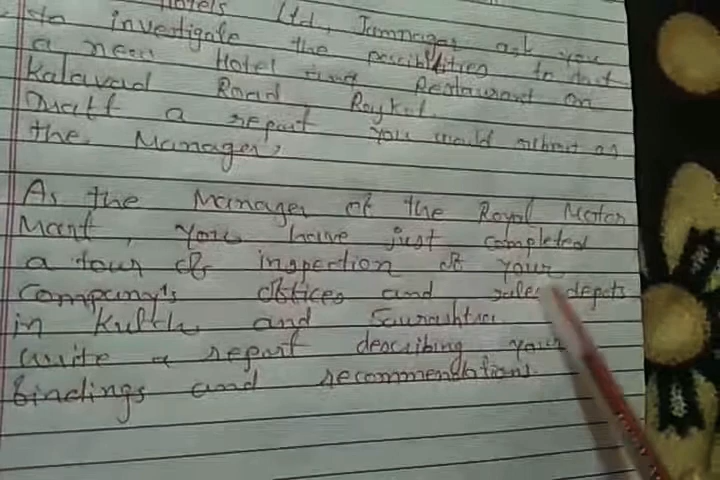 Hotels Ltd, Jamnagar ask you
to investigate the possibilities to start
a new Hotel and Restaurant on
Kalavad Road, Rajkot.
Draft a report you would submit as
the Manager.
As the Manager of the Royal Motor
Mart, you have just completed
a tour of inspection of your
Company's offices and sales depots
in Kutch and Saurashtra.
write a report describing your
findings and recommendations.